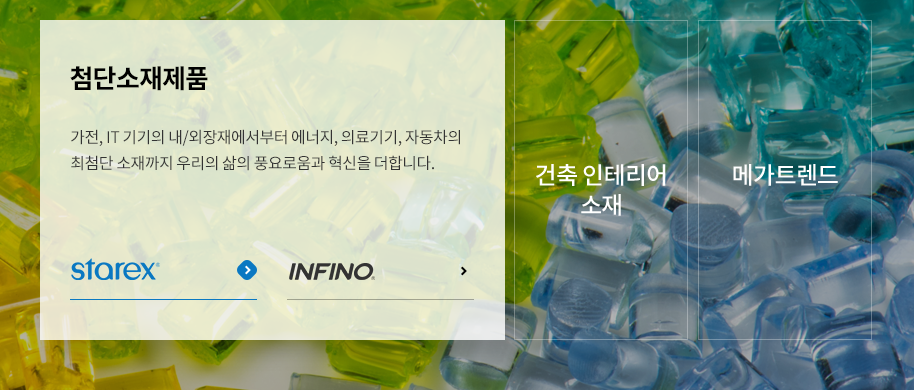 첨단소재제품
가전, IT 기기의 내/외장재에서부터 에너지, 의료기기, 자동차의
최첨단 소재까지 우리의 삶의 풍요로움과 혁신을 더합니다.
starex®
INFINO®
건축 인테리어
소재
메가트렌드